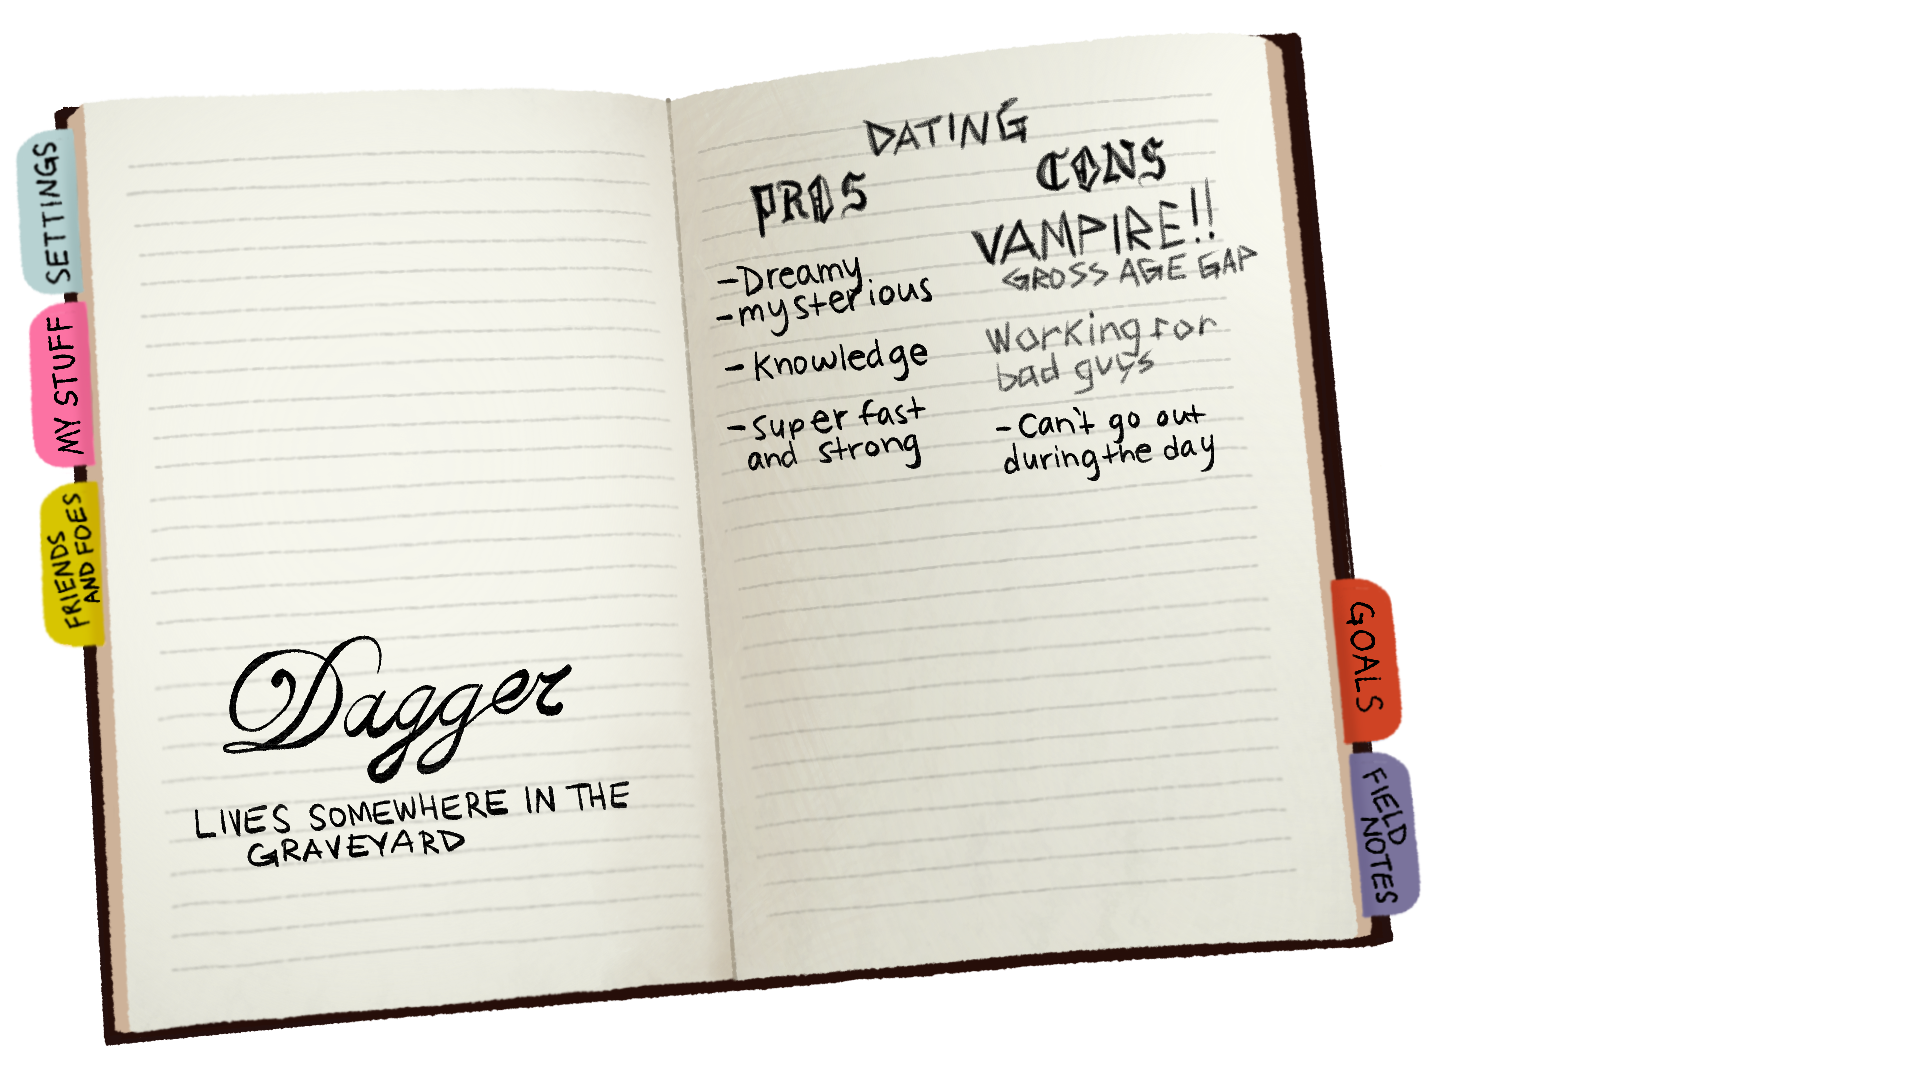 SETTINGS
MY STUFF
FRIENDS
AND FOES
Dagger
LIVES SOMEWHERE IN THE
GRAVEYARD
DATING
PROS
-Dreamy
-mysterious
-Knowledge
-Super fast
and strong
CONS
VAMPIRE!!
GROSS AGE GAP
Working for
bad guys
-Can't go out
during the day
GOALS
FIELD
NOTES